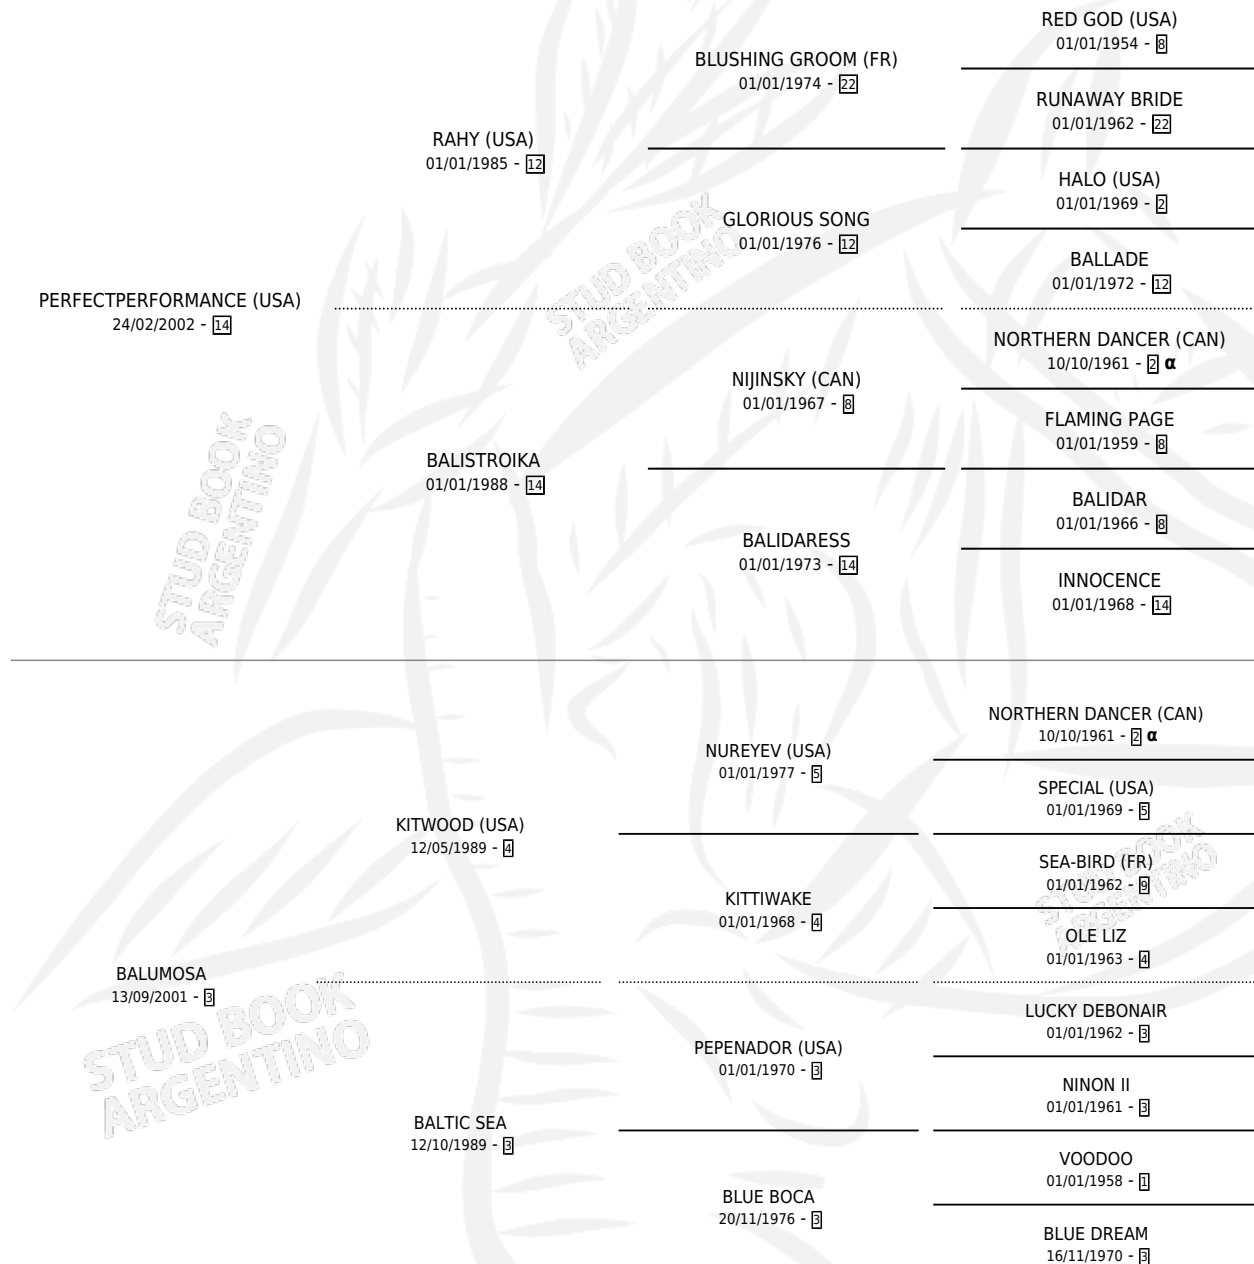 RED GOD (USA)
01/01/1954 - 8
BLUSHING GROOM (FR)
01/01/1974 - 22
RUNAWAY BRIDE
01/01/1962 - 22
RAHY (USA)
01/01/1985 - 12
HALO (USA)
01/01/1969 - 2
GLORIOUS SONG
01/01/1976 - 12
BALLADE
01/01/1972 - 12
STUD BOOK
ARGENTINO
PERFECTPERFORMANCE (USA)
24/02/2002 - 14
NORTHERN DANCER (CAN)
10/10/1961 - 2 α
NIJINSKY (CAN)
01/01/1967 - 8
FLAMING PAGE
01/01/1959 - 8
BALISTROIKA
01/01/1988 - 14
BALIDAR
01/01/1966 - 8
BALIDARESS
01/01/1973 - 14
INNOCENCE
01/01/1968 - 14
STUD BOOK
ARGENTINO
NORTHERN DANCER (CAN)
10/10/1961 - 2 α
NUREYEV (USA)
01/01/1977 - 5
SPECIAL (USA)
01/01/1969 - 5
KITWOOD (USA)
12/05/1989 - 4
SEA-BIRD (FR)
01/01/1962 - 9
STUD BOOK
ARGENTINO
KITTIWAKE
01/01/1968 - 4
OLE LIZ
01/01/1963 - 4
BALUMOSA
13/09/2001 - 3
STUD BOOK
ARGENTINO
LUCKY DEBONAIR
01/01/1962 - 3
PEPENADOR (USA)
01/01/1970 - 3
NINON II
01/01/1961 - 3
BALTIC SEA
12/10/1989 - 3
VOODOO
01/01/1958 - 1
BLUE BOCA
20/11/1976 - 3
BLUE DREAM
16/11/1970 - 3